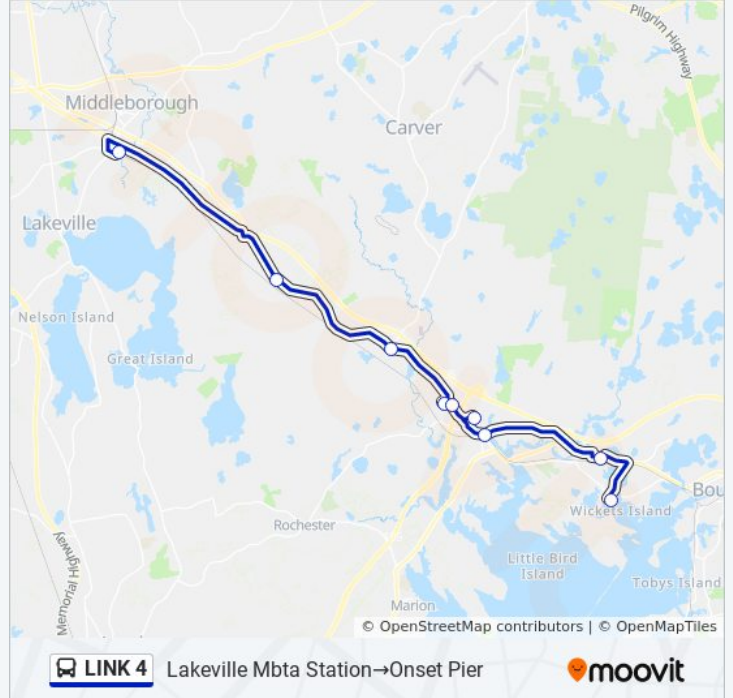 Pilgrim Highway
Middleborough
Carver
Lakeville
Nelson Island
Great Island
Bou
Wickets Island
Rochester
Memorial Highway
Little Bird
Island
Tobys Island
Marion
© OpenStreetMap contributors | © OpenMapTiles
LINK 4 Lakeville Mbta Station→Onset Pier
moovit